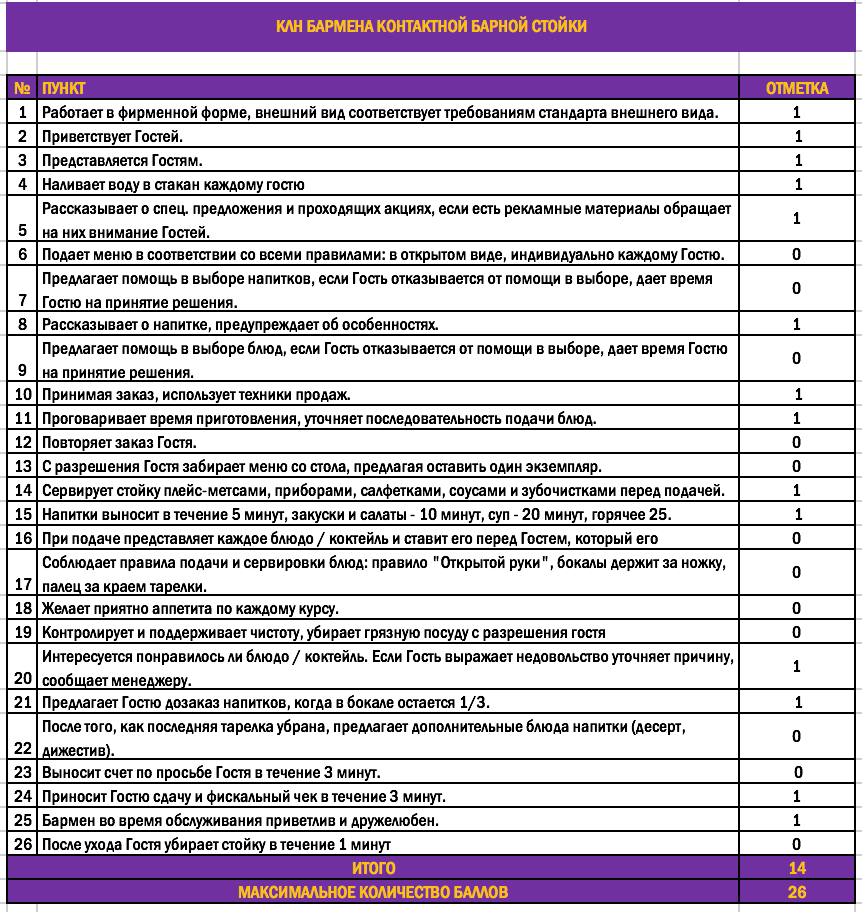 КЛН БАРМЕНА КОНТАКТНОЙ БАРНОЙ СТОЙКИ
№ ПУНКТ ОТМЕТКА
1 Работает в фирменной форме, внешний вид соответствует требованиям стандарта внешнего вида. 1
2 Приветствует Гостей. 1
3 Представляется Гостям. 1
4 Наливает воду в стакан каждому гостю 1
Рассказывает о спец. предложения и проходящих акциях, если есть рекламные материалы обращает
5 на них внимание Гостей. 1
6 Подает меню в соответствии со всеми правилами: в открытом виде, индивидуально каждому Гостю. 0
Предлагает помощь в выборе напитков, если Гость отказывается от помощи в выборе, дает время
7 Гостю на принятие решения. 0
8 Рассказывает о напитке, предупреждает об особенностях. 1
Предлагает помощь в выборе блюд, если Гость отказывается от помощи в выборе, дает время Гостю
9 на принятие решения. 0
10 Принимая заказ, использует техники продаж. 1
11 Проговаривает время приготовления, уточняет последовательность подачи блюд. 1
12 Повторяет заказ Гостя. 0
13 С разрешения Гостя забирает меню со стола, предлагая оставить один экземпляр. 0
14 Сервирует стойку плейс-метсами, приборами, салфетками, соусами и зубочистками перед подачей. 1
15 Напитки выносит в течение 5 минут, закуски и салаты - 10 минут, суп - 20 минут, горячее 25. 1
16 При подаче представляет каждое блюдо / коктейль и ставит его перед Гостем, который его 0
Соблюдает правила подачи и сервировки блюд: правило "Открытой руки", бокалы держит за ножку,
17 палец за краем тарелки. 0
18 Желает приятно аппетита по каждому курсу. 0
19 Контролирует и поддерживает чистоту, убирает грязную посуду с разрешения гостя 0
Интересуется понравилось ли блюдо / коктейль. Если Гость выражает недовольство уточняет причину,
20 сообщает менеджеру. 1
21 Предлагает Гостю дозаказ напитков, когда в бокале остается 1/3. 1
После того, как последняя тарелка убрана, предлагает дополнительные блюда напитки (десерт,
22 дижестив). 0
23 Выносит счет по просьбе Гостя в течение 3 минут. 0
24 Приносит Гостю сдачу и фискальный чек в течение 3 минут. 1
25 Бармен во время обслуживания приветлив и дружелюбен. 1
26 После ухода Гостя убирает стойку в течение 1 минут 0
ИТОГО 14
МАКСИМАЛЬНОЕ КОЛИЧЕСТВО БАЛЛОВ 26